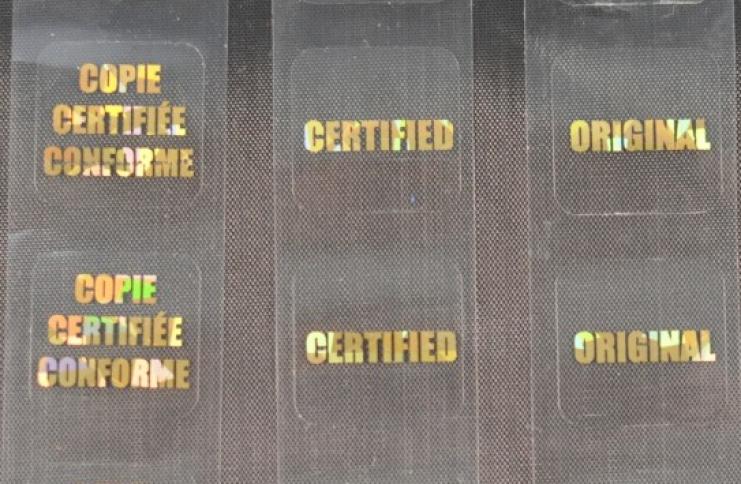 COPIE
CERTIFIÉE
CONFORME
CERTIFIED
ORIGINAL
COPIE
CERTIFIÉE
CONFORME
CERTIFIED
ORIGINAL